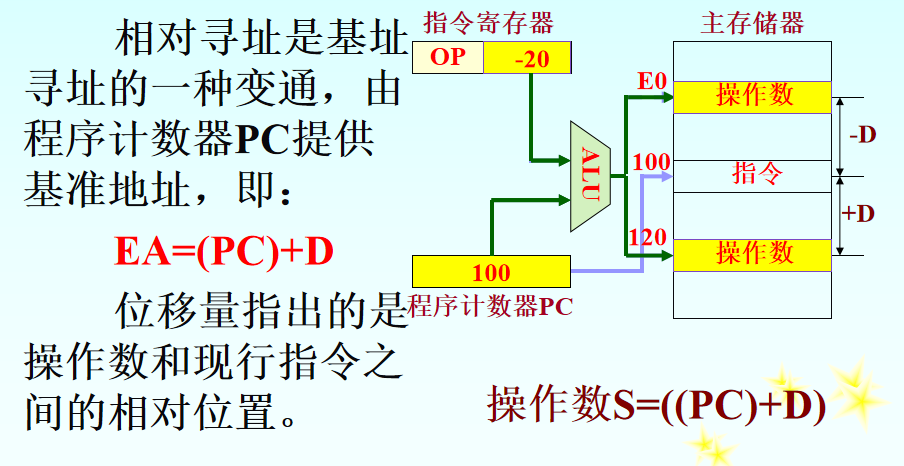 相对寻址是基址
寻址的一种变通，由
程序计数器PC提供
基准地址，即：
EA=(PC)+D
位移量指出的是
操作数和现行指令之
间的相对位置。
指令寄存器
OP
-20
ALU
100
程序计数器PC
主存储器
E0
操作数
-D
100
指令
+D
120
操作数
操作数S=((PC)+D)